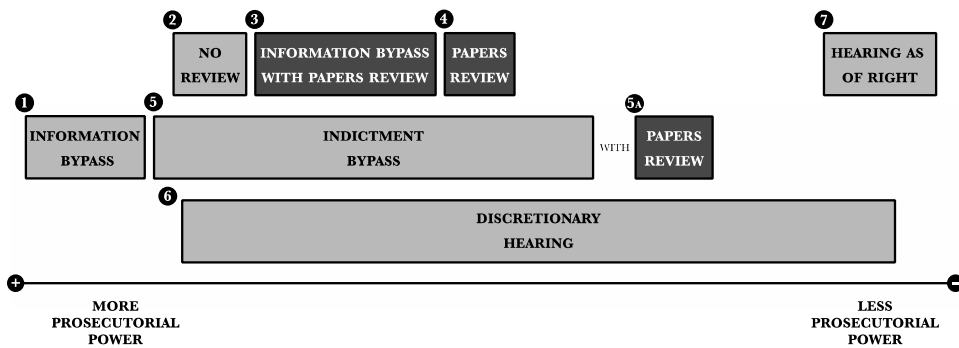 2
3
4
7
NO
REVIEW
INFORMATION BYPASS
WITH PAPERS REVIEW
PAPERS
REVIEW
HEARING AS
OF RIGHT
1
5
5A
INFORMATION
BYPASS
INDICTMENT
BYPASS
WITH
PAPERS
REVIEW
6
DISCRETIONARY
HEARING
+
−
MORE
PROSECUTORIAL
POWER
LESS
PROSECUTORIAL
POWER